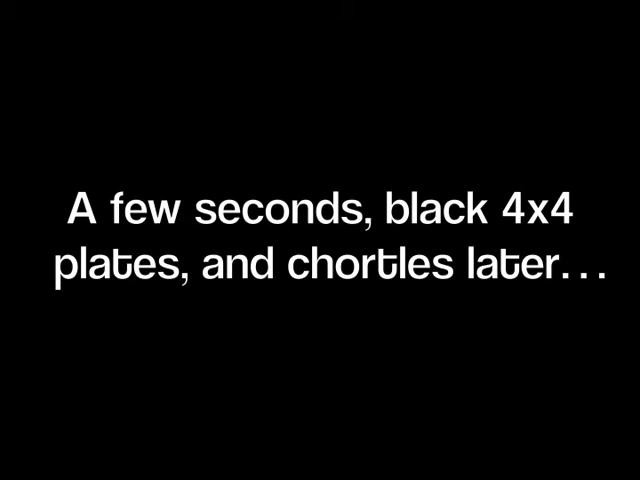 A few seconds, black 4x4
plates, and chortles later...